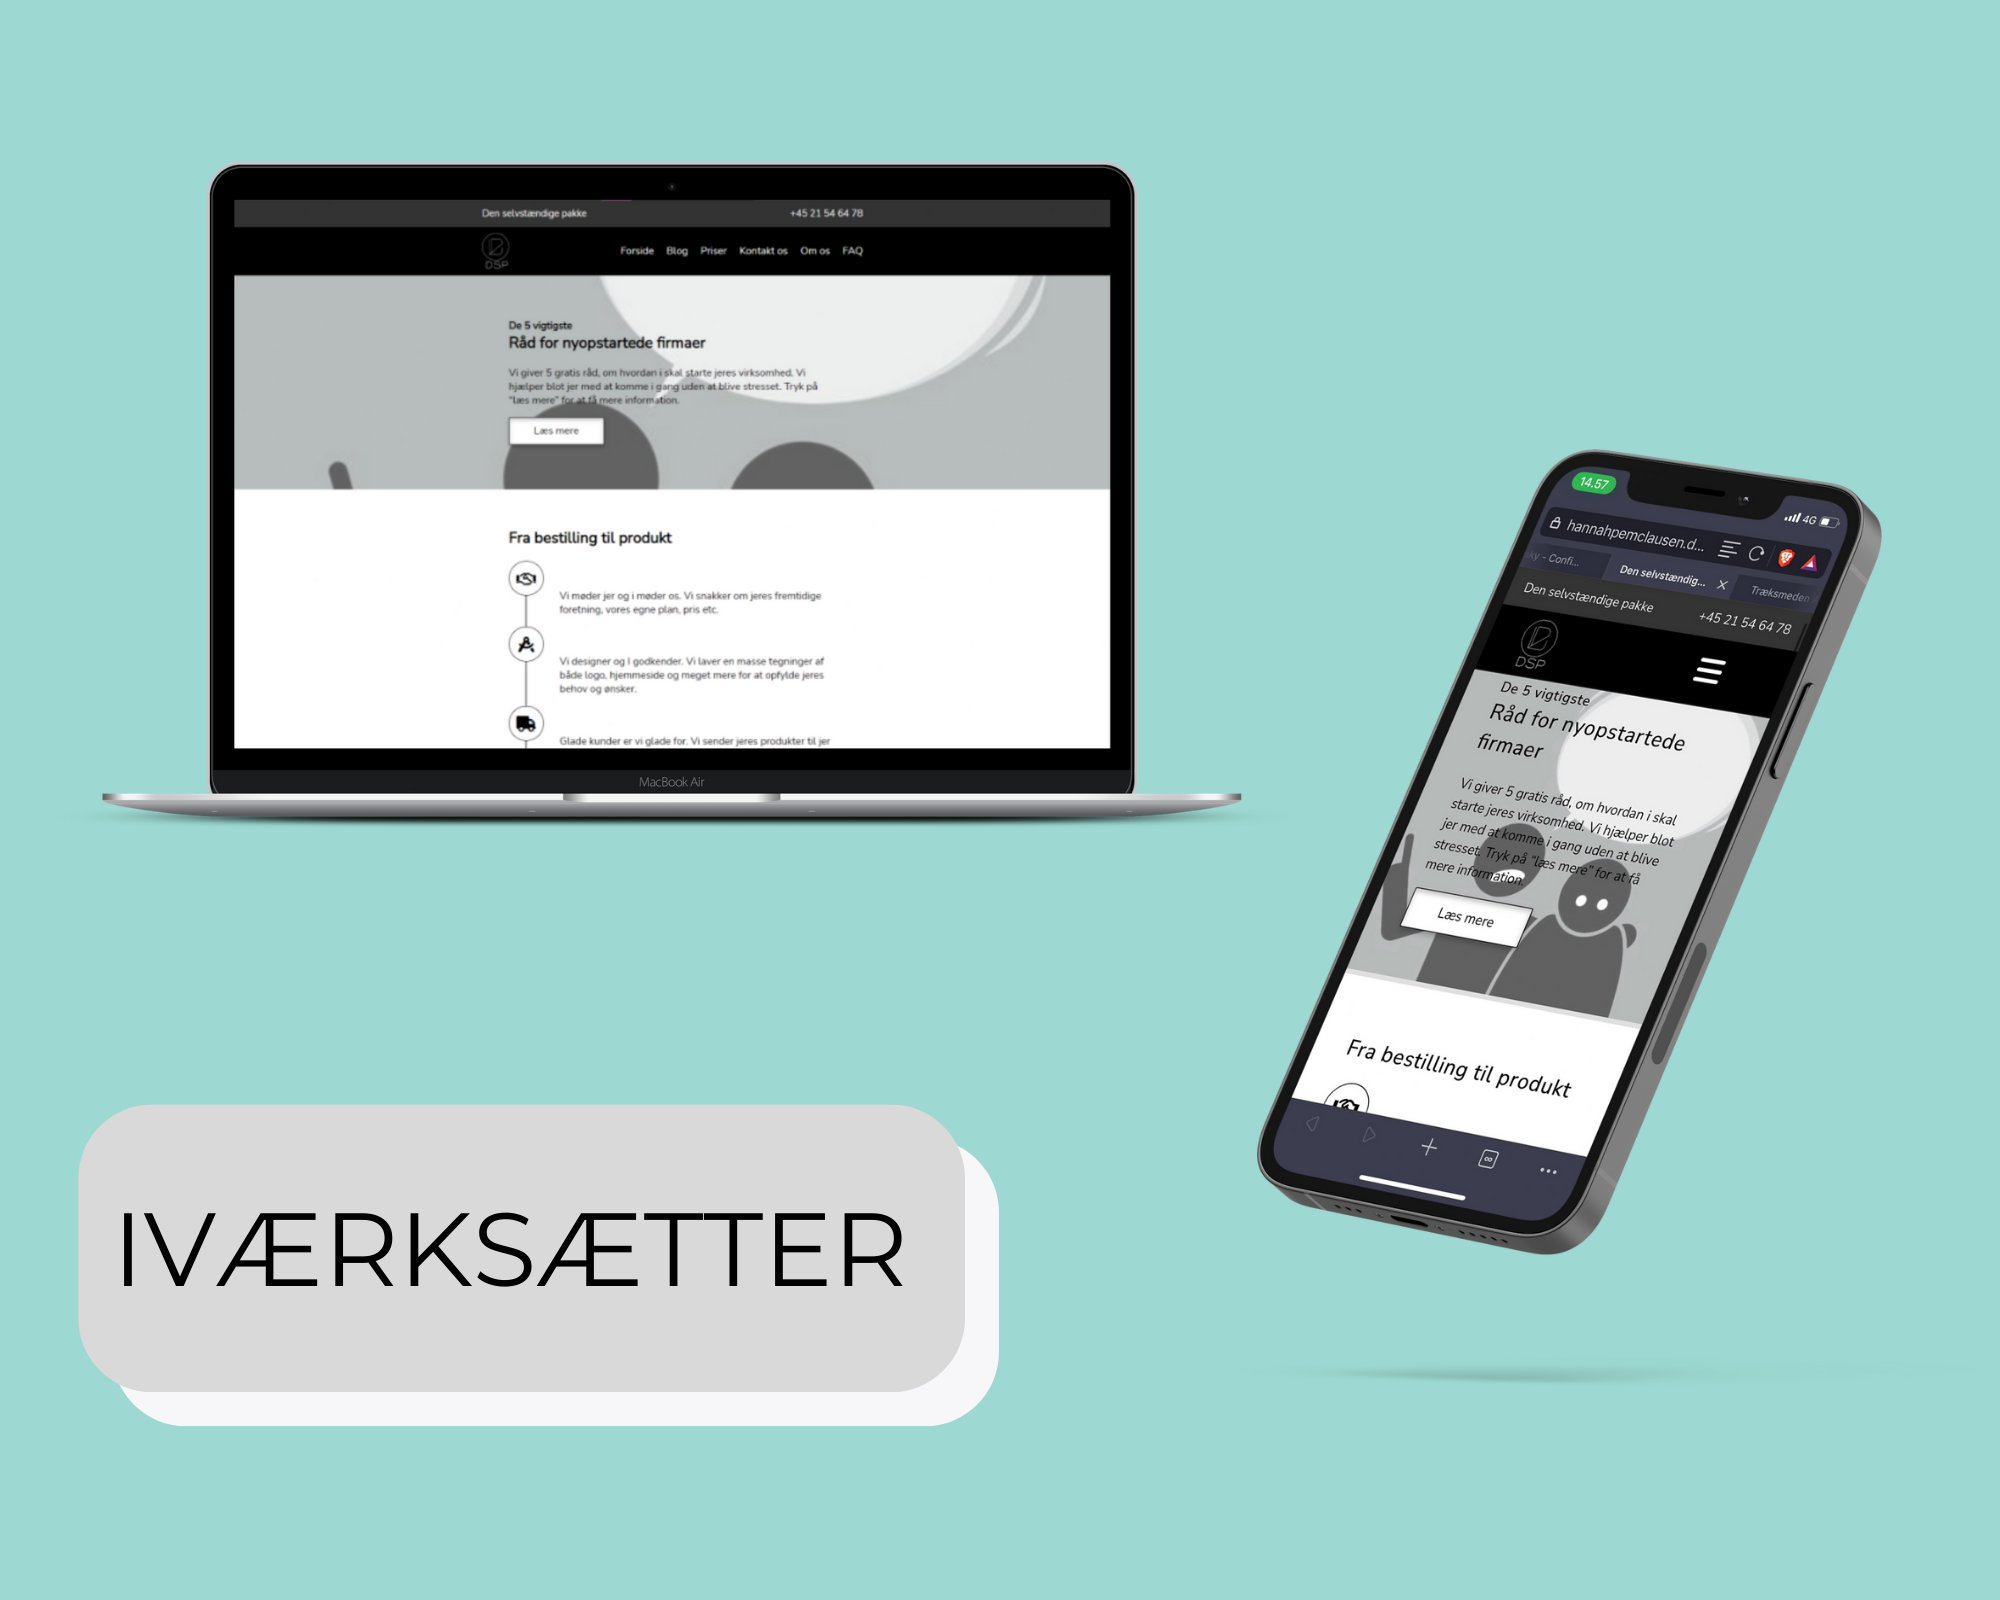 Den selvstændige pakke
+45 21 54 64 78
DSP
Forside Blog Priser Kontakt os Om os FAQ
De 5 vigtigste
Råd for nyopstartede firmaer
Vi giver 5 gratis råd, om hvordan i skal starte jeres virksomhed. Vi
hjælper blot jer med at komme i gang uden at blive stresset. Tryk på
"læs mere" for at få mere information.
Læs mere
Fra bestilling til produkt
Vi møder jer og i møder os. Vi snakker om jeres fremtidige
foretning, vores egne plan, pris etc.
Vi designer og I godkender. Vi laver en masse tegninger af
både logo, hjemmeside og meget mere for at opfylde jeres
behov og ønsker.
Glade kunder er vi glade for. Vi sender jeres produkter til jer
MacBook Air
14.57
4G
hannahpemclausen.d...
ky - Confi...
Den selvstændig...
Træksmeden
Den selvstændige pakke
+45 21 54 64 78
DSP
De 5 vigtigste
Råd for nyopstartede
firmaer
Vi giver 5 gratis råd, om hvordan i skal
starte jeres virksomhed. Vi hjælper blot
jer med at komme i gang uden at blive
stresset. Tryk på "læs mere" for at få
mere information.
Læs mere
Fra bestilling til produkt
IVÆRKSÆTTER